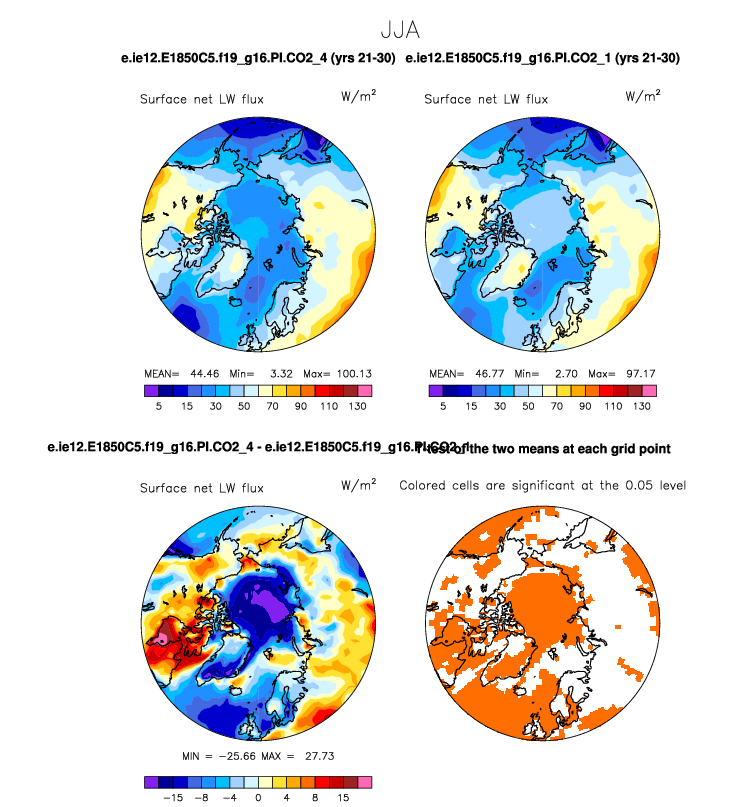 JJA
e.ie12.E1850C5.f19_g16.PI.CO2_4 (yrs 21-30) e.ie12.E1850C5.f19_g16.PI.CO2_1 (yrs 21-30)
Surface net LW flux W/m² Surface net LW flux W/m²
MEAN= 44.46 Min= 3.32 Max= 100.13 MEAN= 46.77 Min= 2.70 Max= 97.17
5 15 30 50 70 90 110 130 5 15 30 50 70 90 110 130
e.ie12.E1850C5.f19_g16.PI.CO2_4 - e.ie12.E1850C5.f19_g16.PI.CO2_1 T-test of the two means at each grid point
Surface net LW flux W/m² Colored cells are significant at the 0.05 level
MIN = −25.66 MAX = 27.73
−15 −8 −4 0 4 8 15